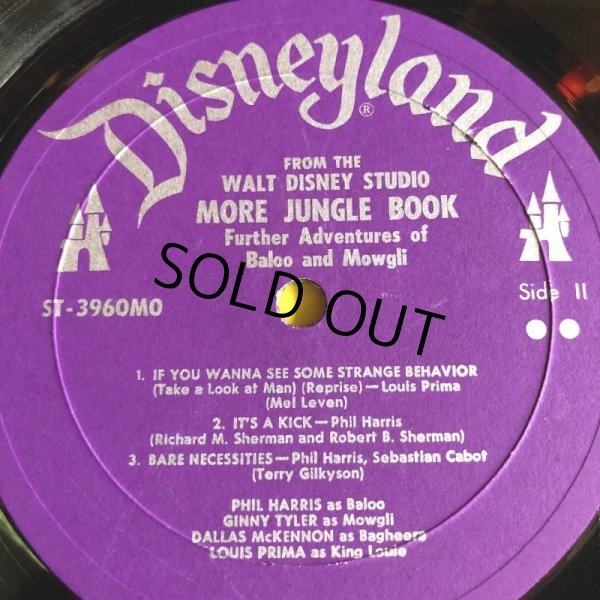 Disneyland®
FROM THE
WALT DISNEY STUDIO
MORE JUNGLE BOOK
Further Adventures of
Baloo and Mowgli
SOLD OUT
ST-3960MO
Side II
1. IF YOU WANNA SEE SOME STRANGE BEHAVIOR
(Take a Look at Man) (Reprise)—Louis Prima
(Mel Leven)
2. IT'S A KICK—Phil Harris
(Richard M. Sherman and Robert B. Sherman)
3. BARE NECESSITIES—Phil Harris, Sebastian Cabot
(Terry Gilkyson)
PHIL HARRIS as Baloo
GINNY TYLER as Mowgli
DALLAS McKENNON as Bagheera
LOUIS PRIMA as King Louie